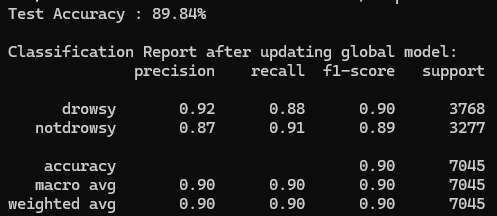 Test Accuracy : 89.84%
Classification Report after updating global model:
precision recall f1-score support
drowsy 0.92 0.88 0.90 3768
notdrowsy 0.87 0.91 0.89 3277
accuracy 0.90 7045
macro avg 0.90 0.90 0.90 7045
weighted avg 0.90 0.90 0.90 7045